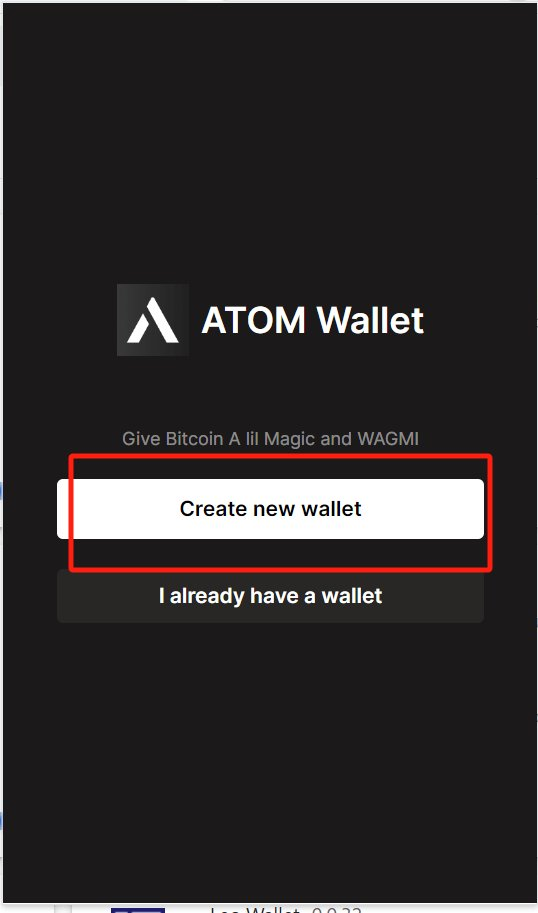 ATOM Wallet
Give Bitcoin A lil Magic and WAGMI
Create new wallet
I already have a wallet